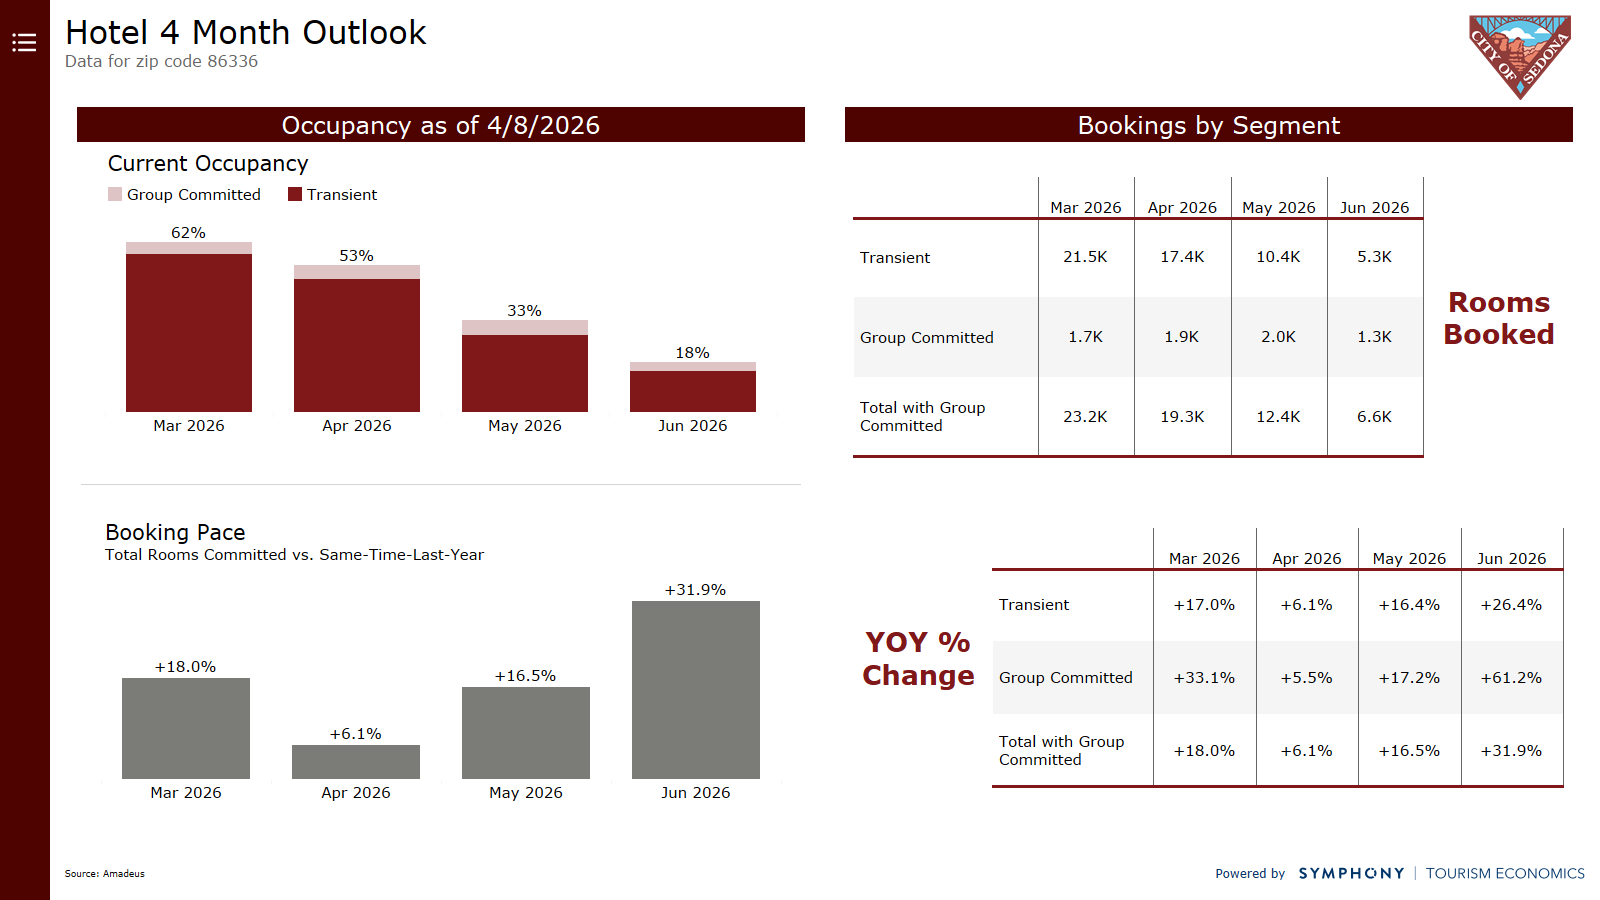 Hotel 4 Month Outlook
Data for zip code 86336
CITY OF SEDONA
Occupancy as of 4/8/2026
Current Occupancy
Group Committed Transient
62%
53%
33%
18%
Mar 2026 Apr 2026 May 2026 Jun 2026
Booking Pace
Total Rooms Committed vs. Same-Time-Last-Year
+18.0%
+6.1%
+16.5%
+31.9%
Mar 2026 Apr 2026 May 2026 Jun 2026
Bookings by Segment
Mar 2026 Apr 2026 May 2026 Jun 2026
Transient 21.5K 17.4K 10.4K 5.3K
Group Committed 1.7K 1.9K 2.0K 1.3K
Total with Group
Committed 23.2K 19.3K 12.4K 6.6K
Rooms
Booked
YOY %
Change
Mar 2026 Apr 2026 May 2026 Jun 2026
Transient +17.0% +6.1% +16.4% +26.4%
Group Committed +33.1% +5.5% +17.2% +61.2%
Total with Group
Committed +18.0% +6.1% +16.5% +31.9%
Source: Amadeus
Powered by SYMPHONY | TOURISM ECONOMICS